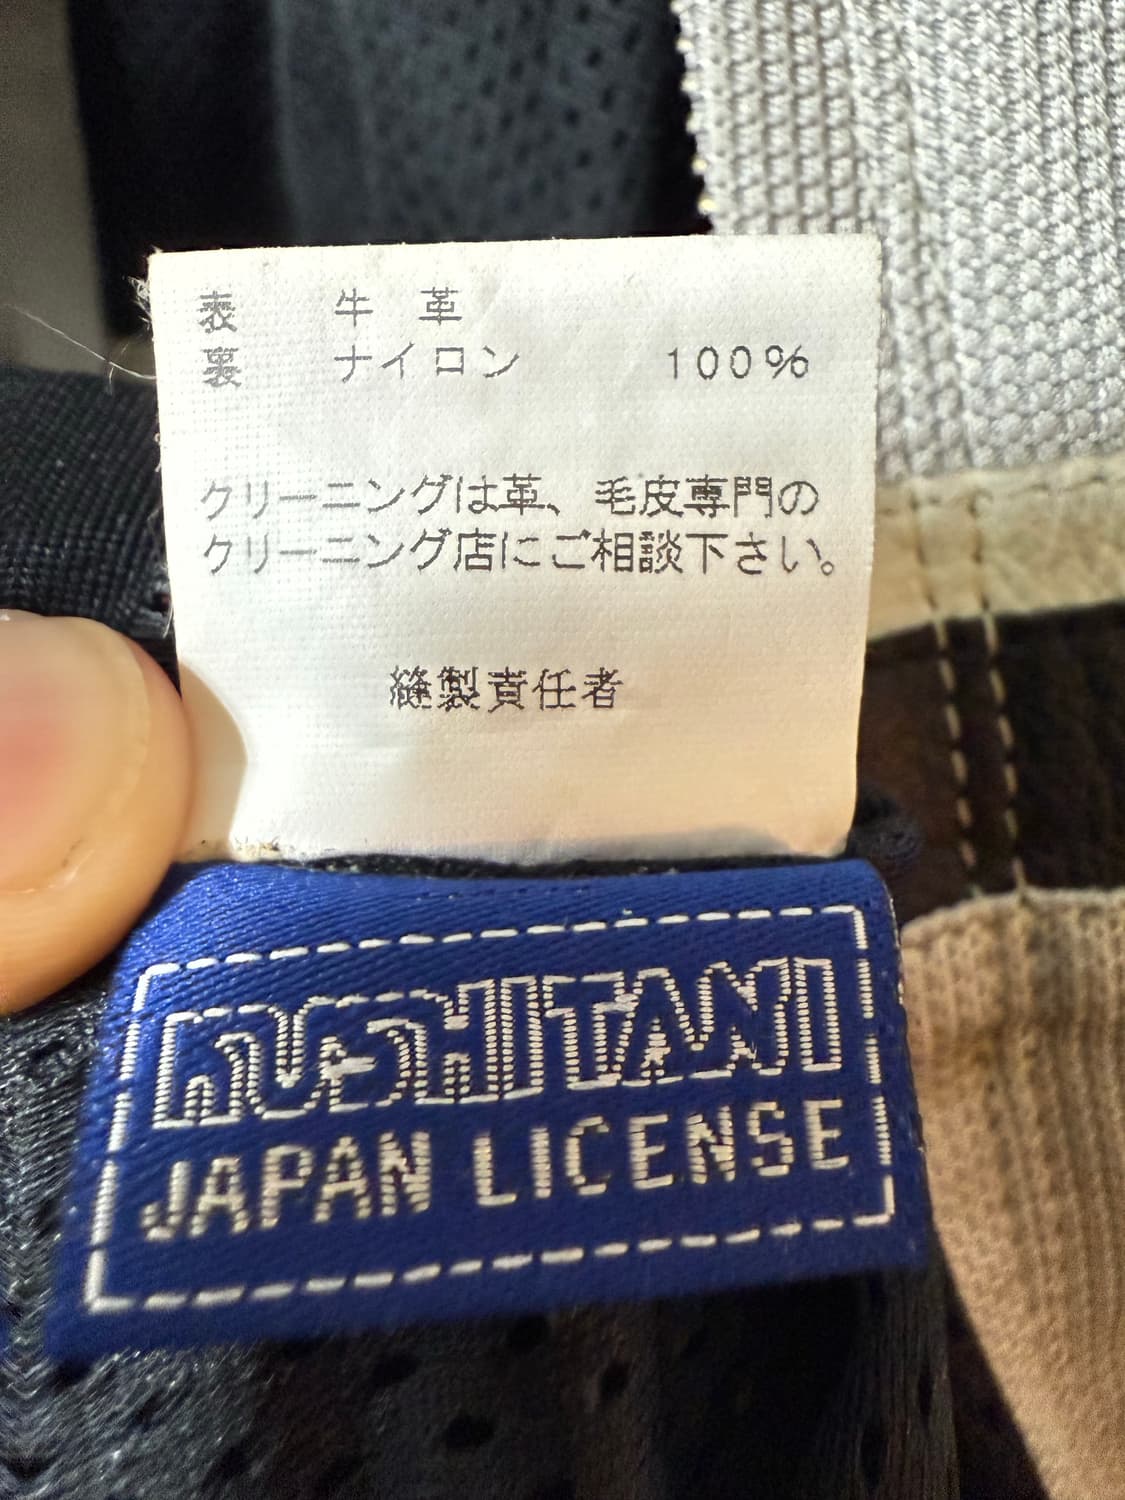 表 牛 革
裏 ナイロン 100%
クリーニングは革、毛皮専門の
クリーニング店にご相談下さい。
縫製責任者
KUSHITANI
JAPAN LICENSE